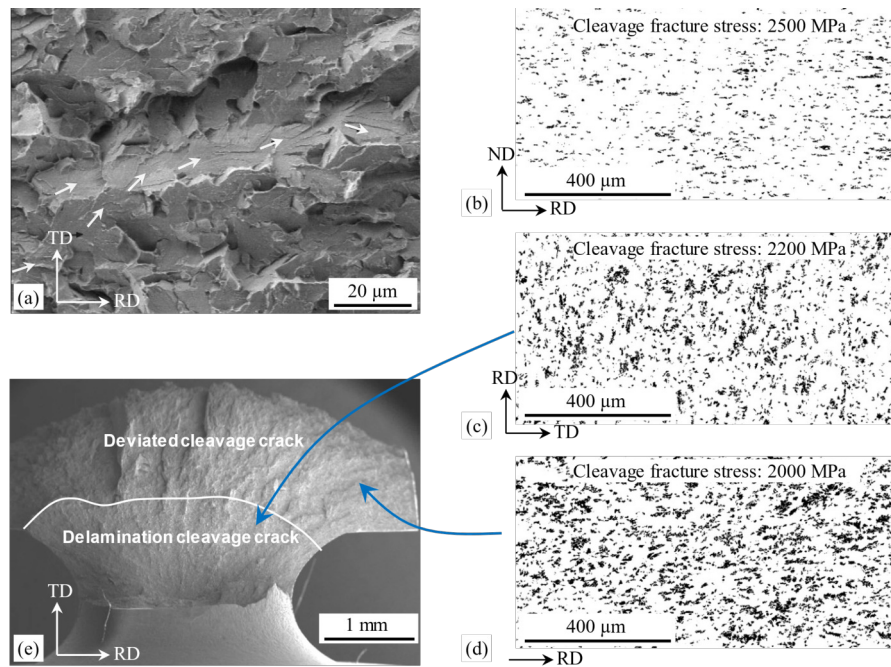 TD
RD
(a)
20 μm
Cleavage fracture stress: 2500 MPa
ND
RD
(b)
400 μm
Cleavage fracture stress: 2200 MPa
RD
TD
(c)
400 μm
Cleavage fracture stress: 2000 MPa
RD
(d)
400 μm
Deviated cleavage crack
Delamination cleavage crack
TD
RD
(e)
1 mm